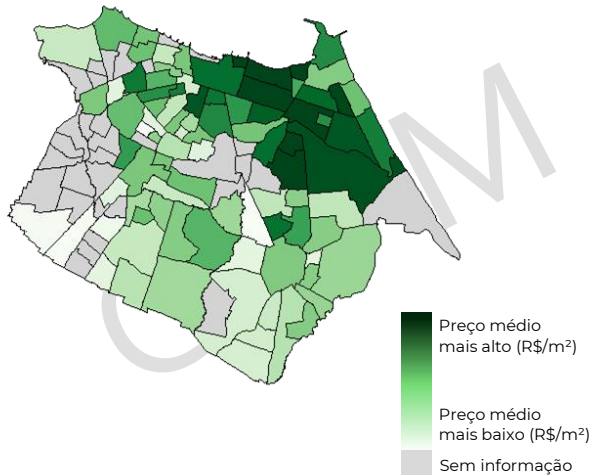 Preço médio
mais alto (R$/m²)
Preço médio
mais baixo (R$/m²)
Sem informação